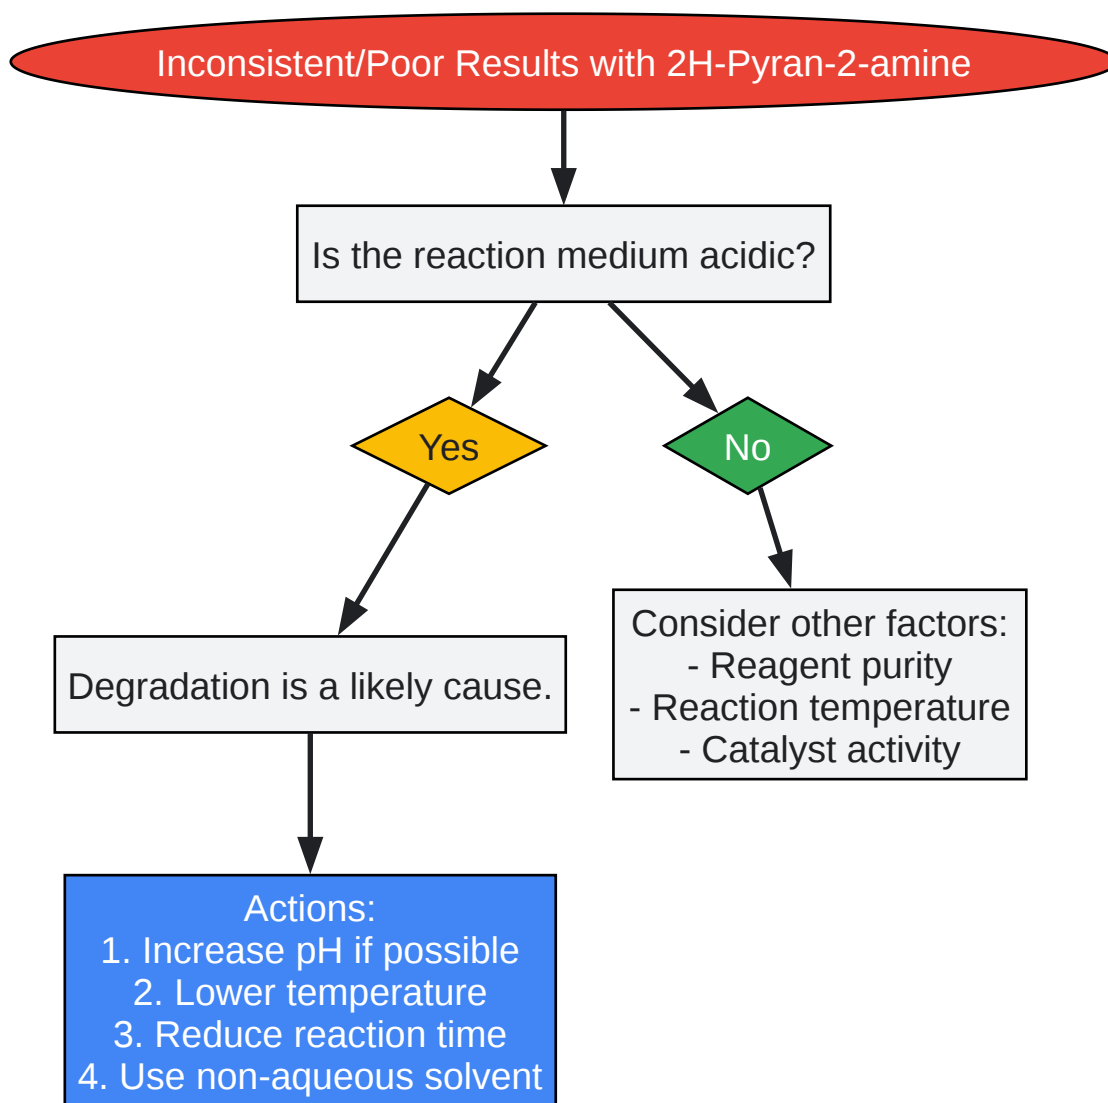 Inconsistent/Poor Results with 2H-Pyran-2-amine
Is the reaction medium acidic?
Yes
No
Degradation is a likely cause.
Consider other factors:
- Reagent purity
- Reaction temperature
- Catalyst activity
Actions:
1. Increase pH if possible
2. Lower temperature
3. Reduce reaction time
4. Use non-aqueous solvent